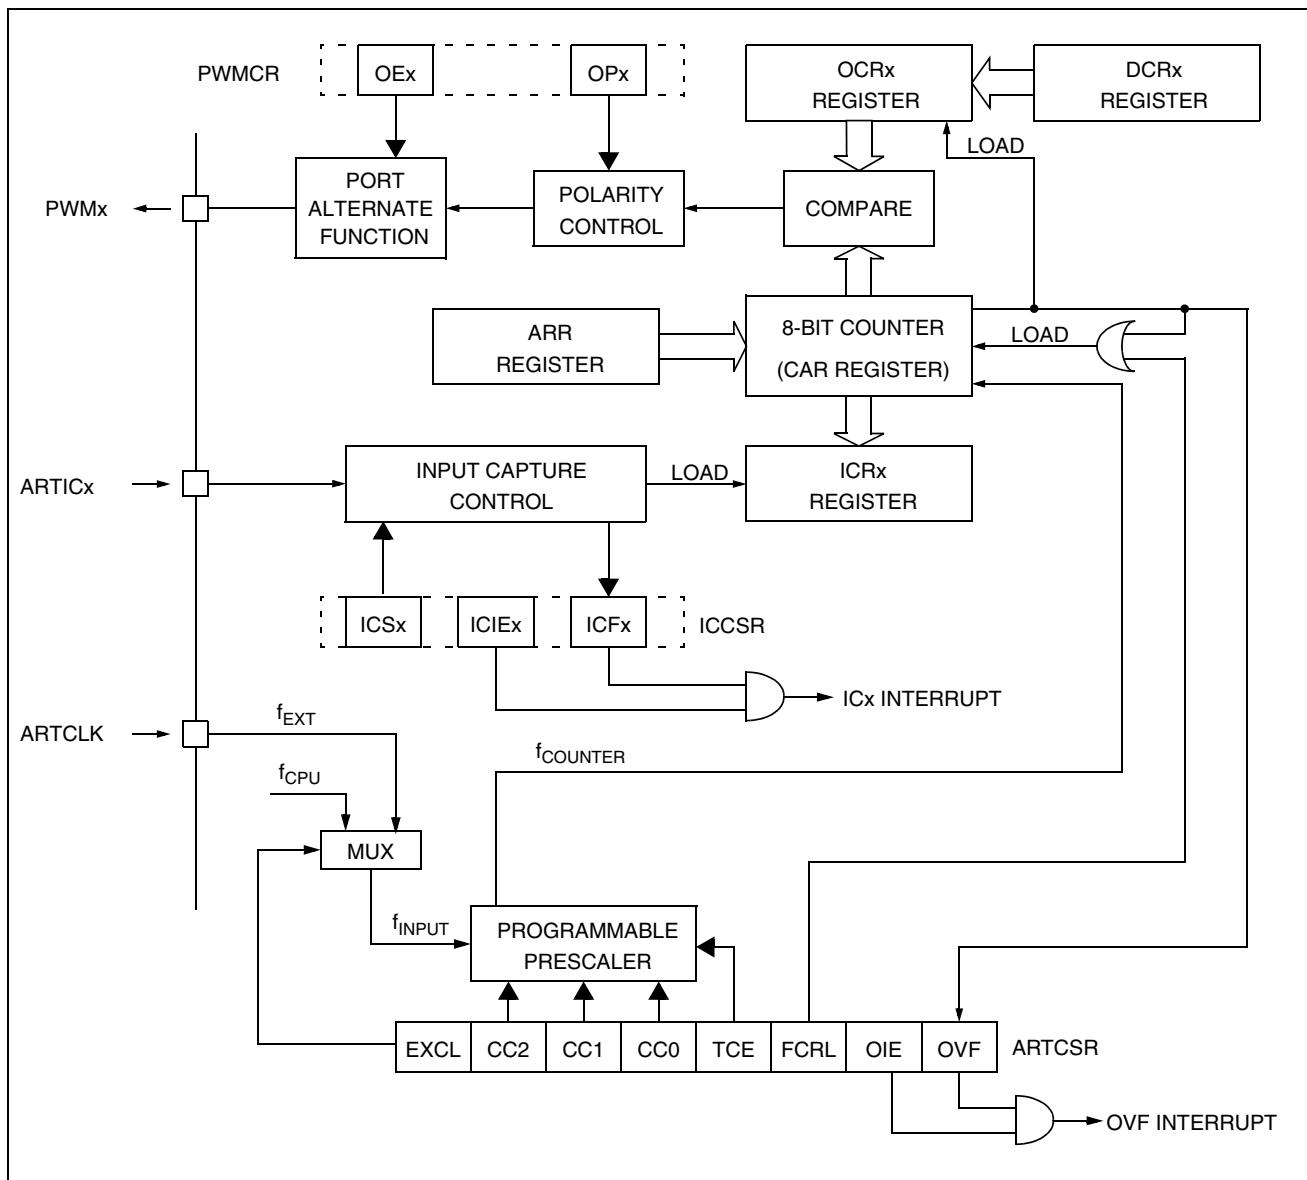 PWMCR
OEx
OPx
OCRx
REGISTER
DCRx
REGISTER
LOAD
PWMx
PORT
ALTERNATE
FUNCTION
POLARITY
CONTROL
COMPARE
ARR
REGISTER
8-BIT COUNTER
(CAR REGISTER)
LOAD
ARTICx
INPUT CAPTURE
CONTROL
LOAD
ICRx
REGISTER
ICSx
ICIEx
ICFx
ICCSR
ICx INTERRUPT
ARTCLK
fEXT
fCPU
fCOUNTER
MUX
fINPUT
PROGRAMMABLE
PRESCALER
EXCL
CC2
CC1
CC0
TCE
FCRL
OIE
OVF
ARTCSR
OVF INTERRUPT